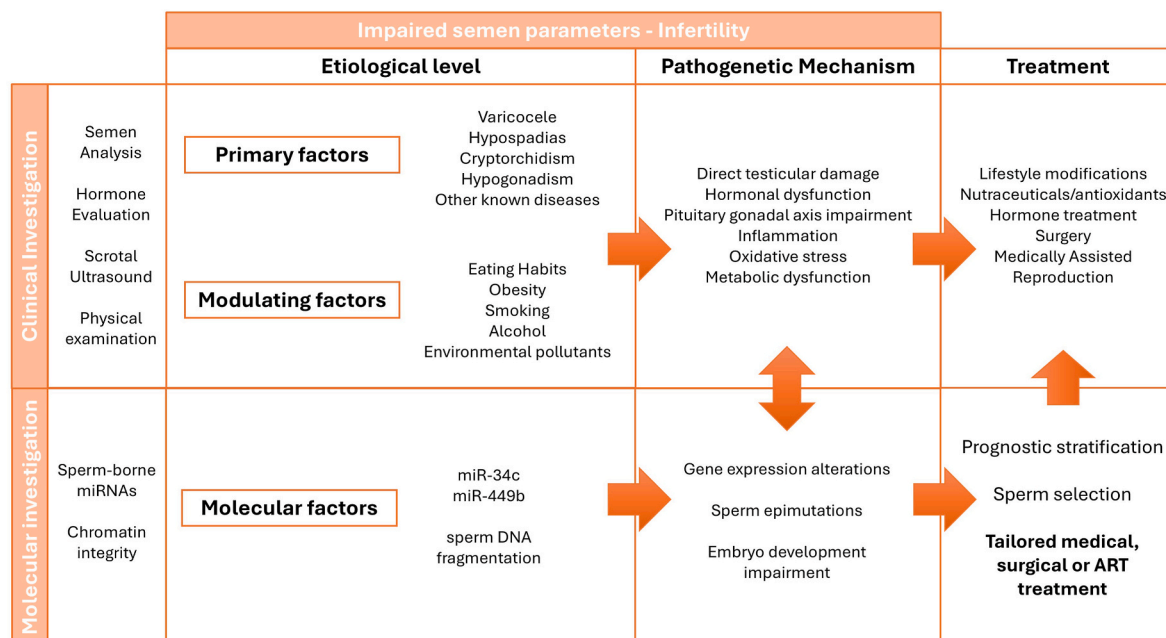 Impaired semen parameters - Infertility
Etiological level
Pathogenetic Mechanism
Treatment
Clinical Investigation
Semen
Analysis
Hormone
Evaluation
Scrotal
Ultrasound
Physical
examination
Primary factors
Varicocele
Hypospadias
Cryptorchidism
Hypogonadism
Other known diseases
Modulating factors
Eating Habits
Obesity
Smoking
Alcohol
Environmental pollutants
Direct testicular damage
Hormonal dysfunction
Pituitary gonadal axis impairment
Inflammation
Oxidative stress
Metabolic dysfunction
Lifestyle modifications
Nutraceuticals/antioxidants
Hormone treatment
Surgery
Medically Assisted
Reproduction
Molecular investigation
Sperm-borne
miRNAs
Chromatin
integrity
Molecular factors
miR-34c
miR-449b
sperm DNA
fragmentation
Gene expression alterations
Sperm epimutations
Embryo development
impairment
Prognostic stratification
Sperm selection
Tailored medical,
surgical or ART
treatment